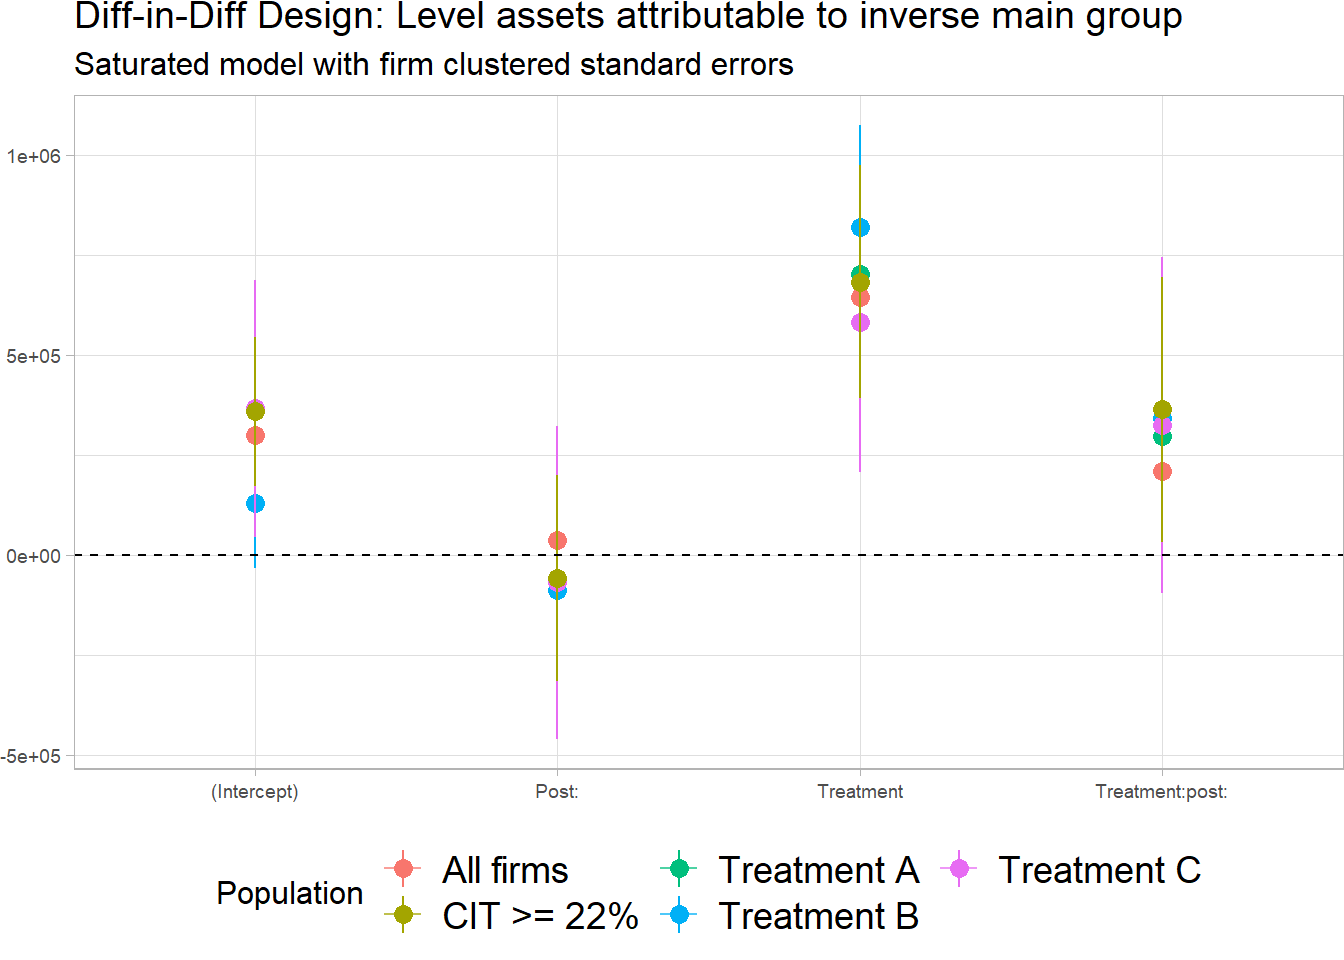 Diff-in-Diff Design: Level assets attributable to inverse main group
Saturated model with firm clustered standard errors
1e+06
5e+05
0e+00
-5e+05
(Intercept) Post: Treatment Treatment:post:
Population
All firms Treatment A Treatment C
CIT >= 22% Treatment B